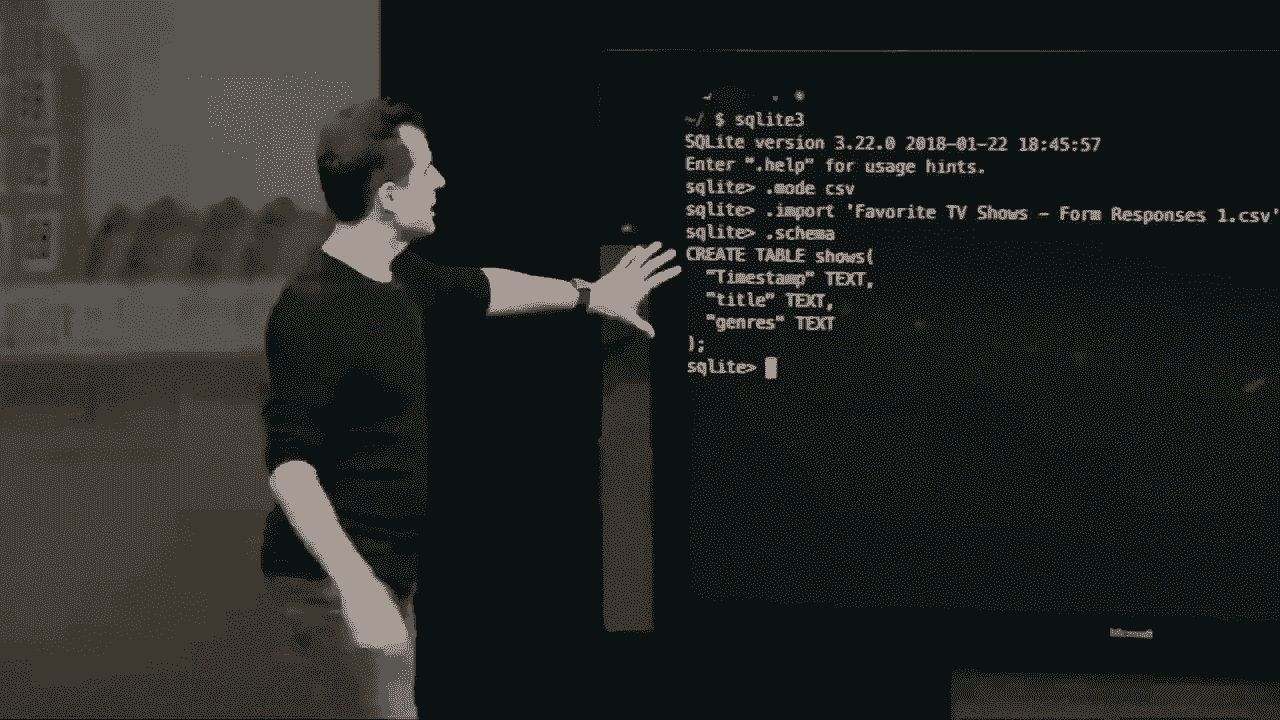 ~/ $ sqlite3
SQLite version 3.22.0 2018-01-22 18:45:57
Enter ".help" for usage hints.
sqlite> .mode csv
sqlite> .import 'Favorite TV Shows - Form Responses 1.csv'
sqlite> .schema
CREATE TABLE shows(
"Timestamp" TEXT,
"title" TEXT,
"genres" TEXT
);
sqlite>
Microsoft